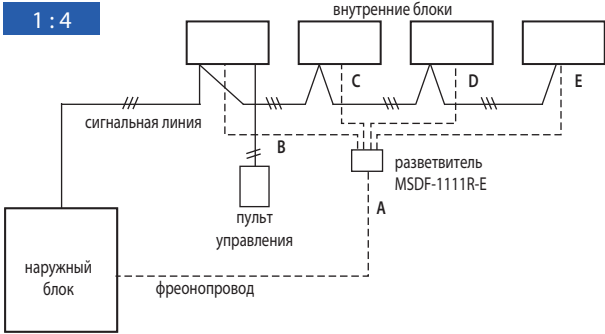 1 : 4
внутренние блоки
C
D
E
сигнальная линия
B
разветвитель
MSDF-1111R-E
A
пульт
управления
наружный
блок
фреонопровод